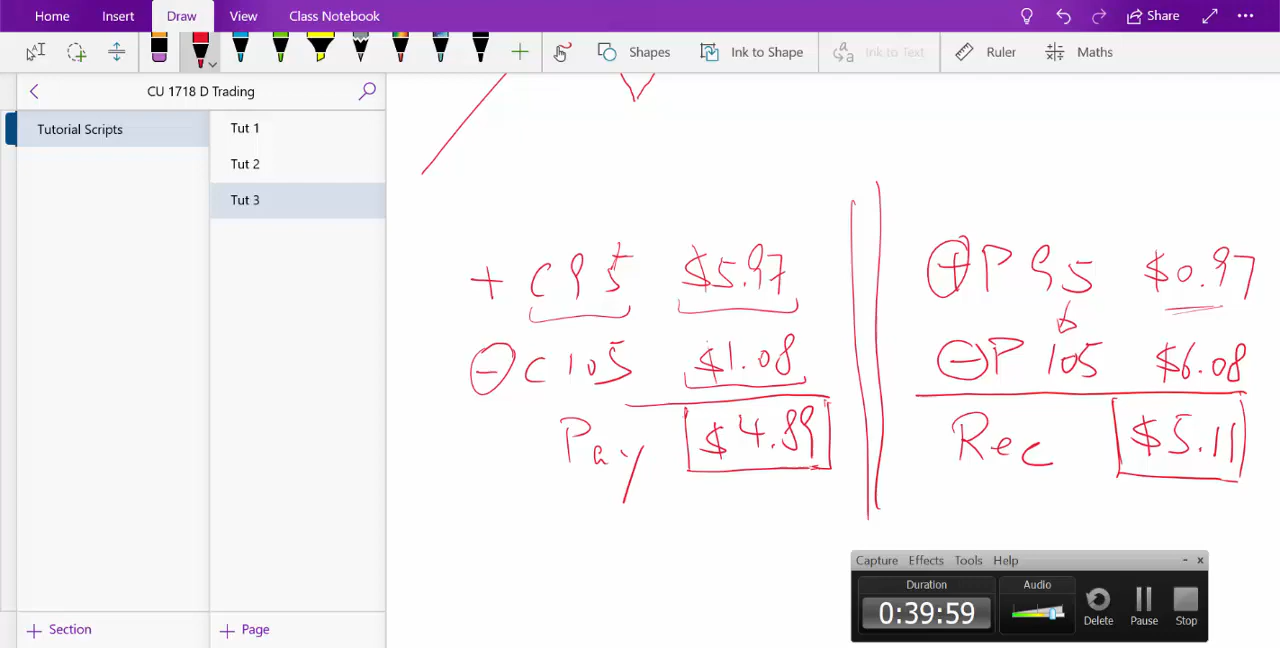 Home Insert Draw View Class Notebook Share
Shapes Ink to Shape Ink to Text Ruler Maths
CU 1718 D Trading
Tutorial Scripts
Tut 1
Tut 2
Tut 3
+ C 95 $5.97
- C 105 $1.08
Pay $4.89
+ P 95 $0.97
- P 105 $6.08
Rec $5.11
Capture Effects Tools Help
Duration Audio
0:39:59
Delete Pause Stop
+ Section + Page